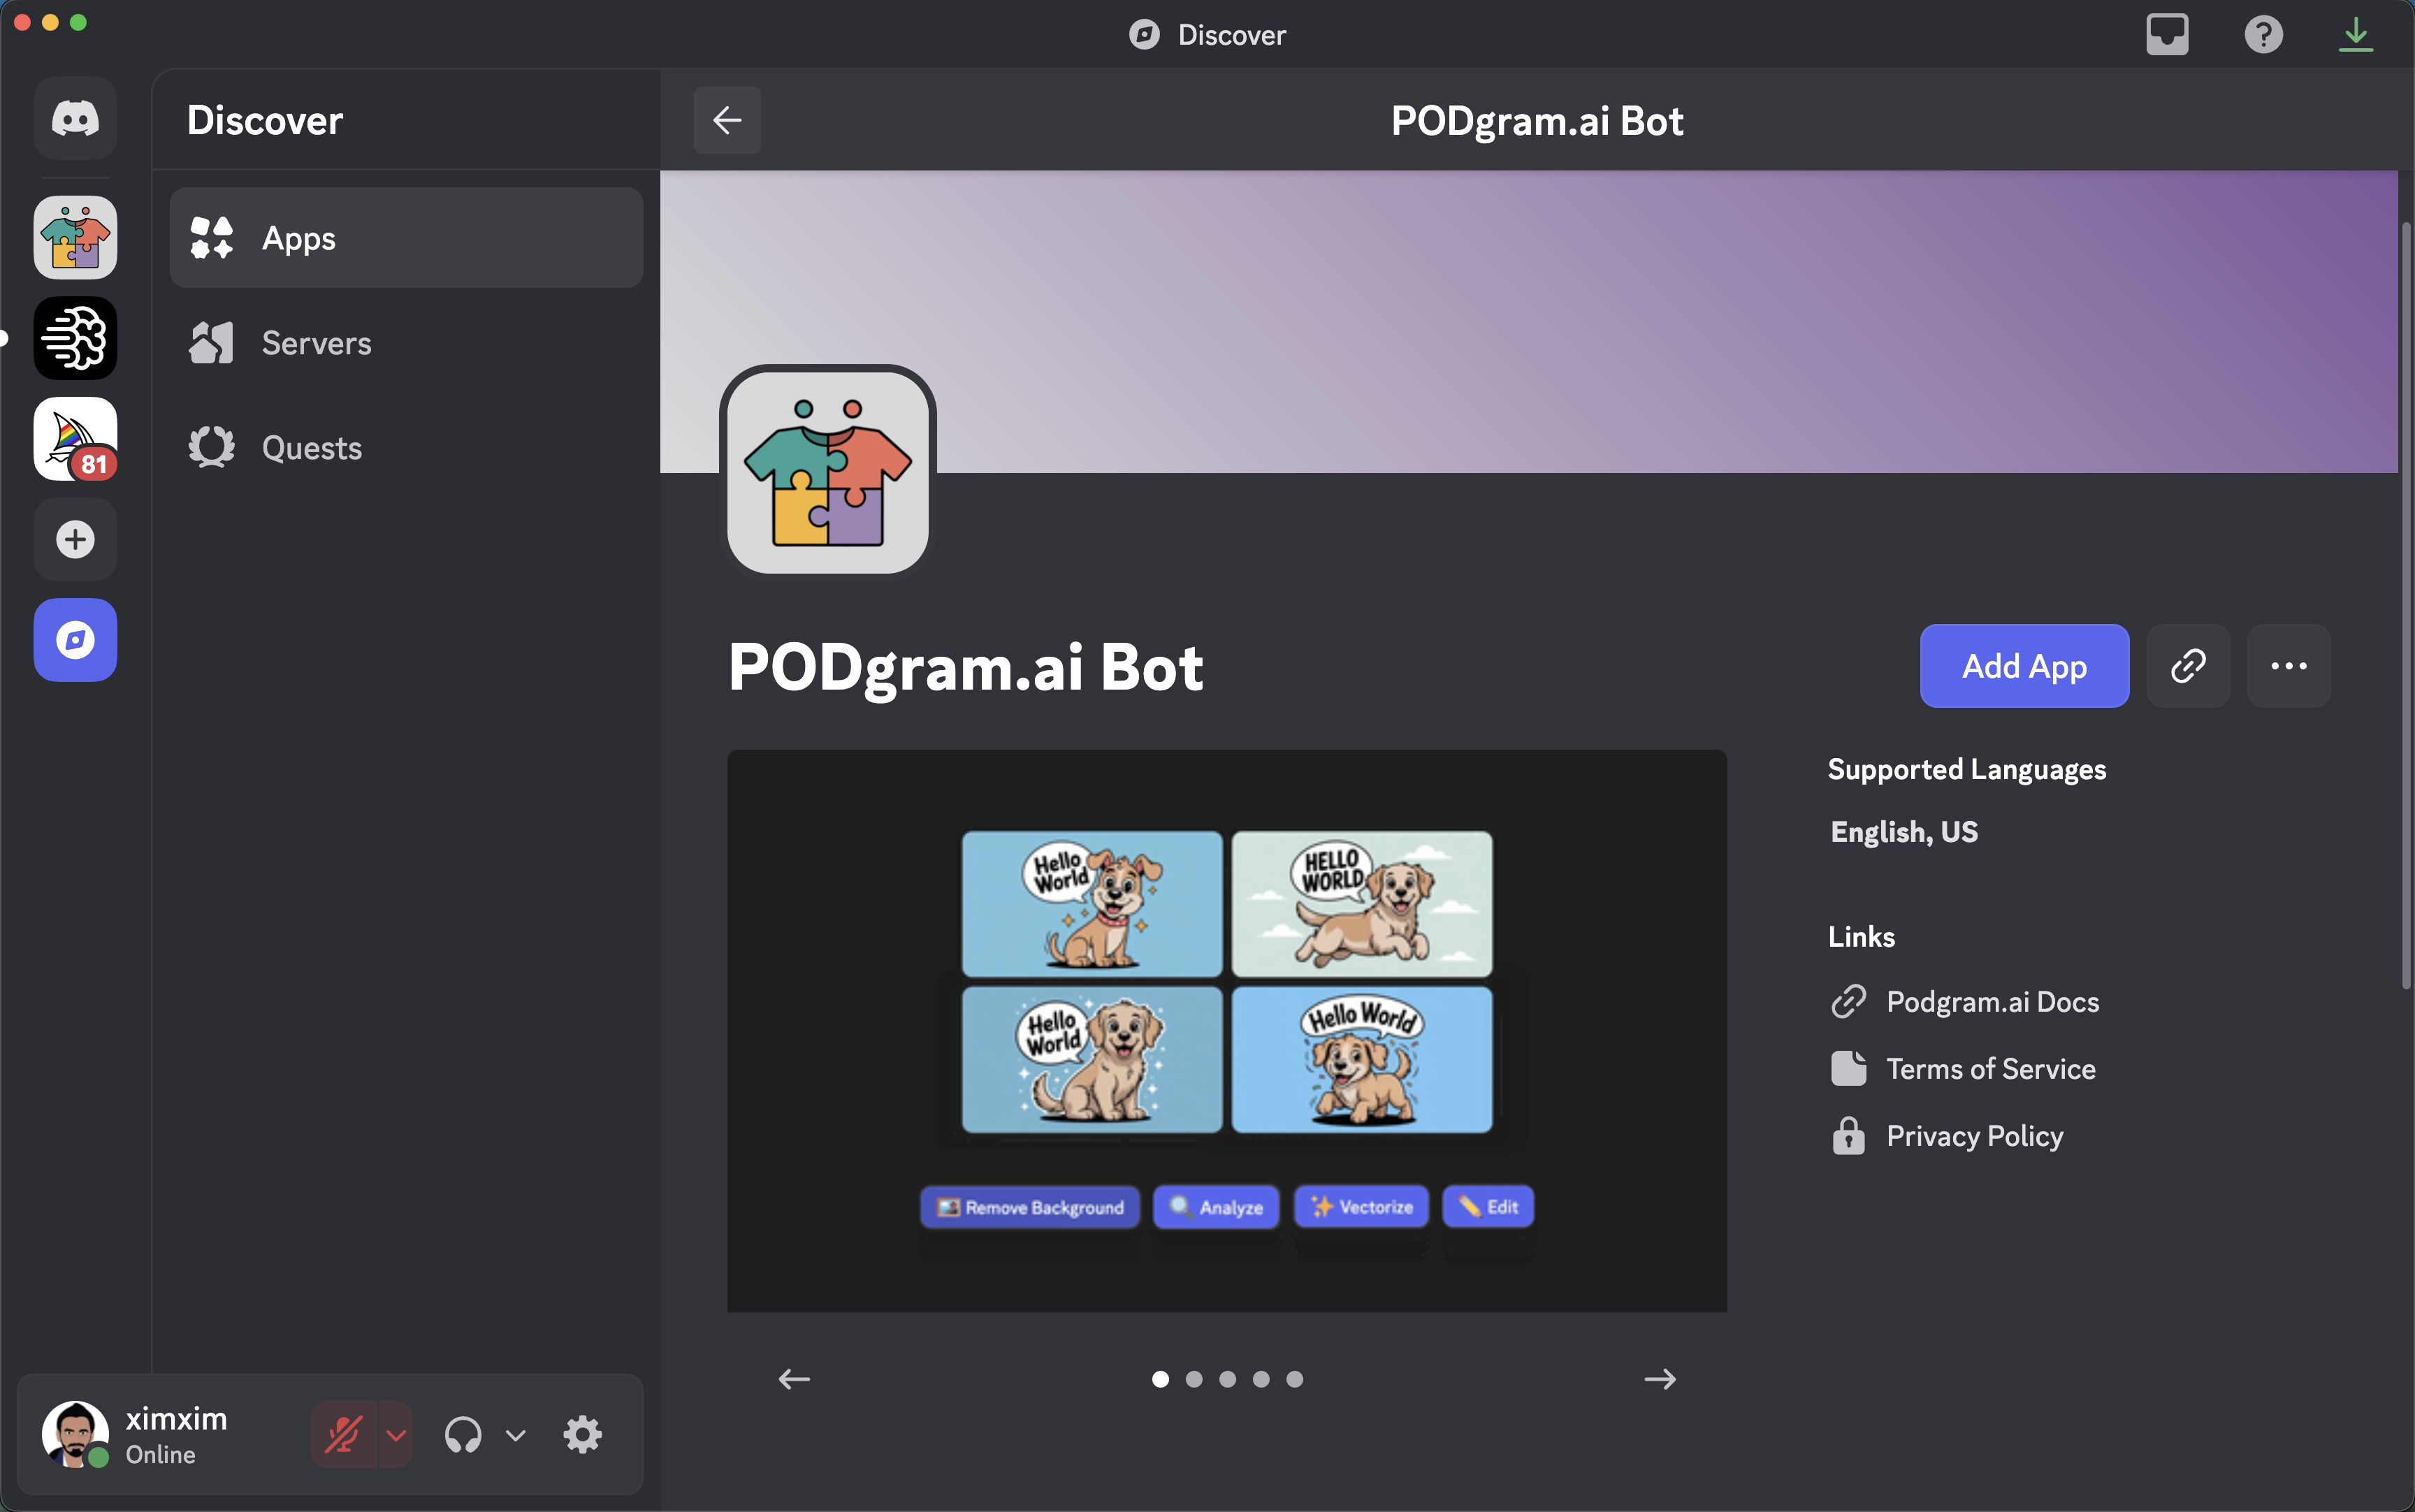 Discover
Discover
PODgram.ai Bot
Apps
Servers
Quests
81
PODgram.ai Bot
Add App
Supported Languages
English, US
Links
Podgram.ai Docs
Terms of Service
Privacy Policy
Hello
World
HELLO
WORLD
Hello
World
Hello World
Remove Background
Analyze
Vectorize
Edit
ximxim
Online